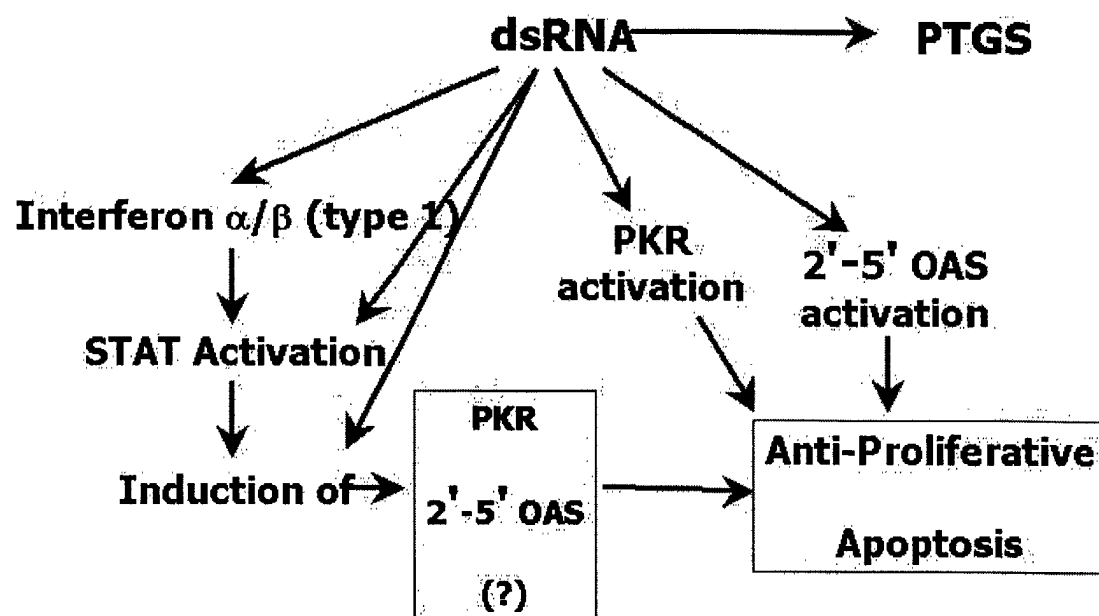 dsRNA
PTGS
Interferon α/β (type 1)
PKR
activation
2'-5' OAS
activation
STAT Activation
Induction of
PKR
2'-5' OAS
(?)
Anti-Proliferative
Apoptosis